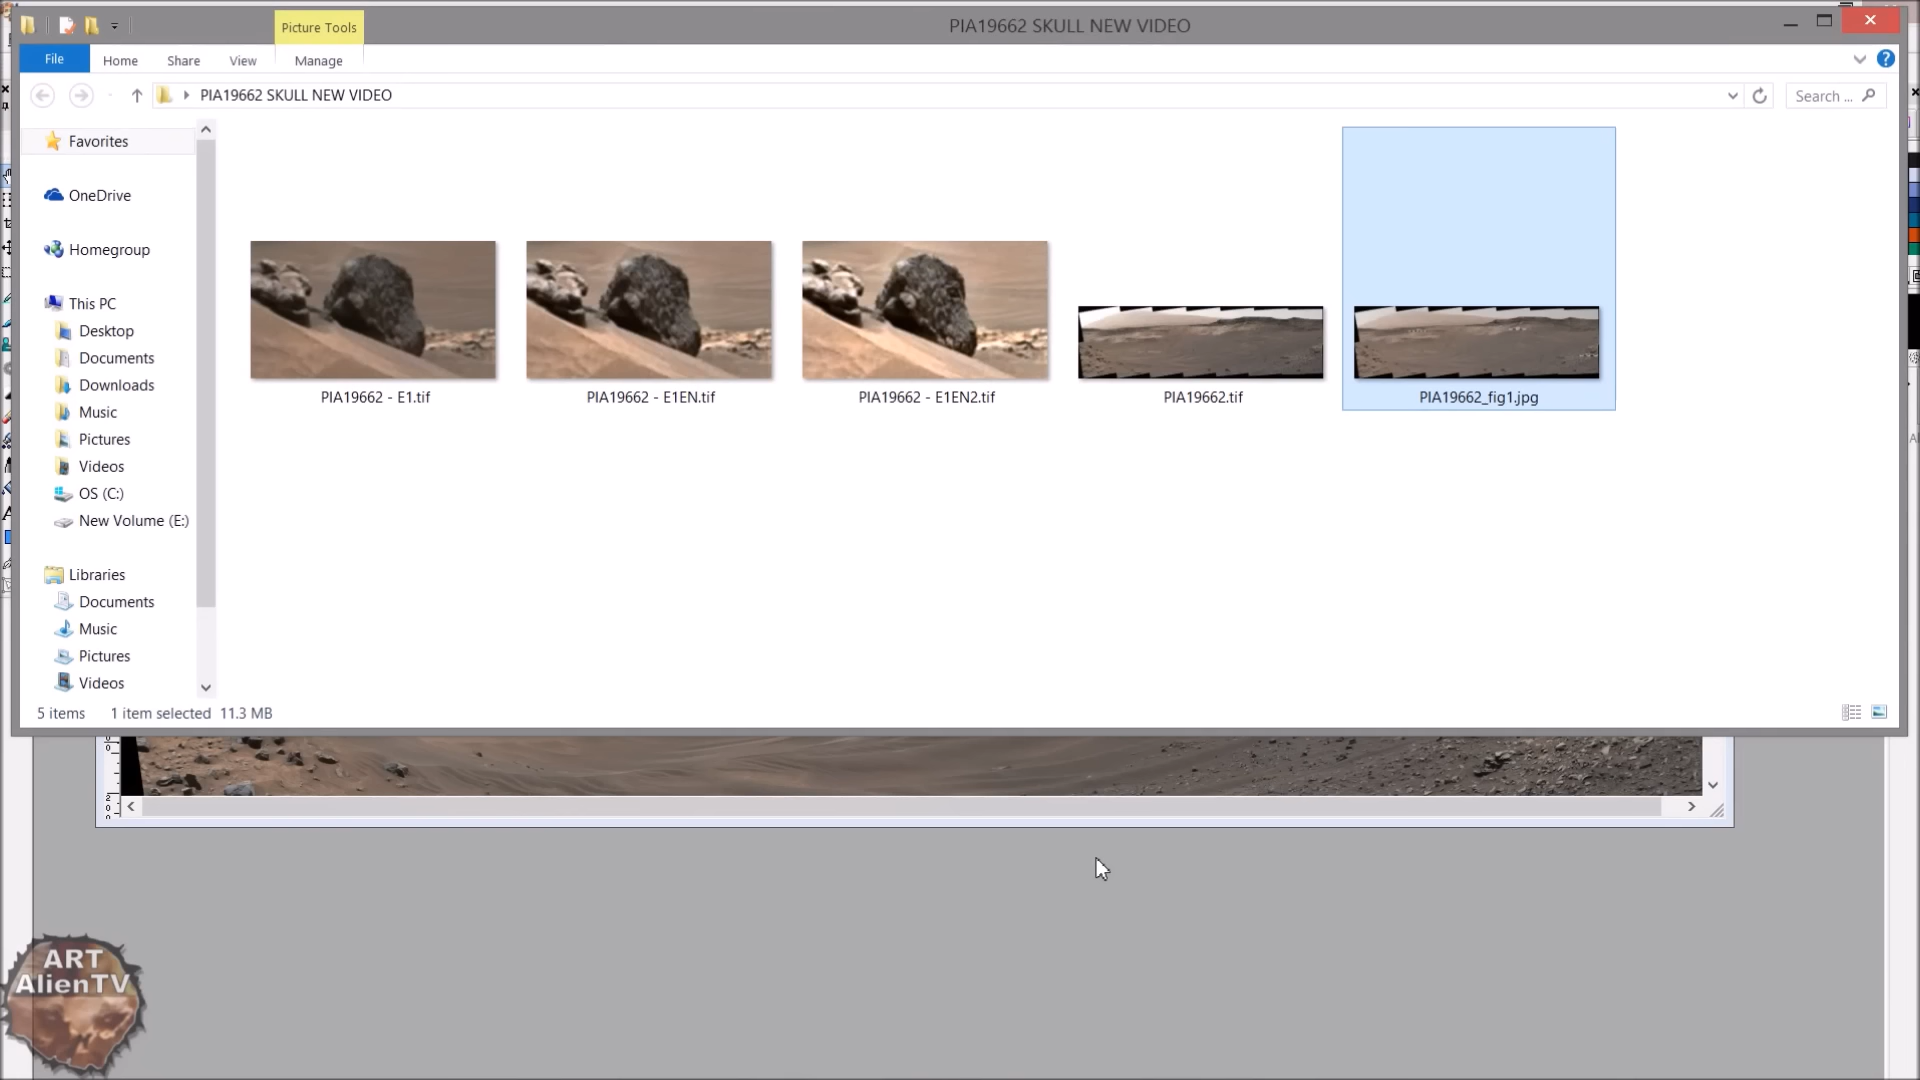 Picture Tools
PIA19662 SKULL NEW VIDEO
File
Home
Share
View
Manage
PIA19662 SKULL NEW VIDEO
Search ...
Favorites
OneDrive
Homegroup
This PC
Desktop
Documents
Downloads
Music
Pictures
Videos
OS (C:)
New Volume (E:)
Libraries
Documents
Music
Pictures
Videos
PIA19662 - E1.tif
PIA19662 - E1EN.tif
PIA19662 - E1EN2.tif
PIA19662.tif
PIA19662_fig1.jpg
5 items
1 item selected 11.3 MB
ART
AlienTV